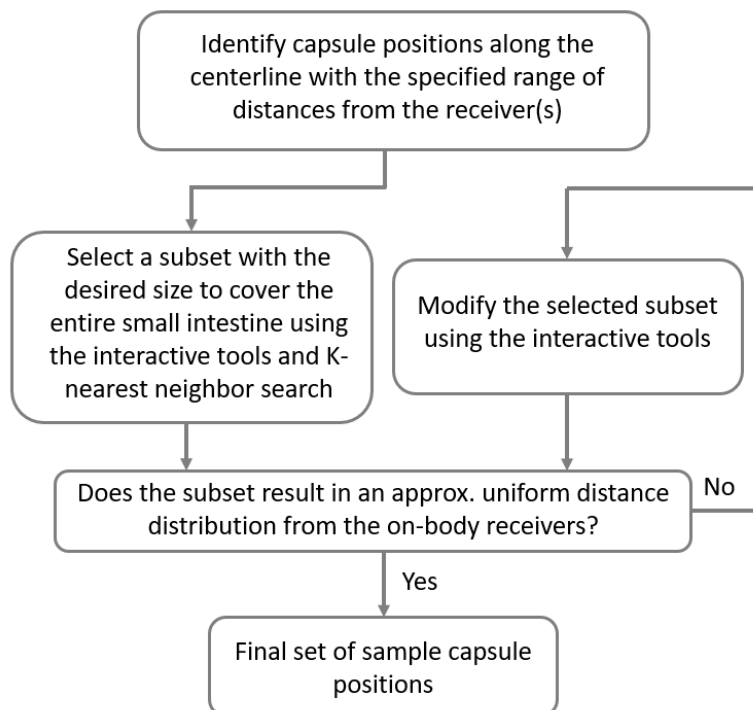 Identify capsule positions along the
centerline with the specified range of
distances from the receiver(s)
Select a subset with the
desired size to cover the
entire small intestine using
the interactive tools and K-
nearest neighbor search
Modify the selected subset
using the interactive tools
Does the subset result in an approx. uniform distance
distribution from the on-body receivers?
No
Yes
Final set of sample capsule
positions